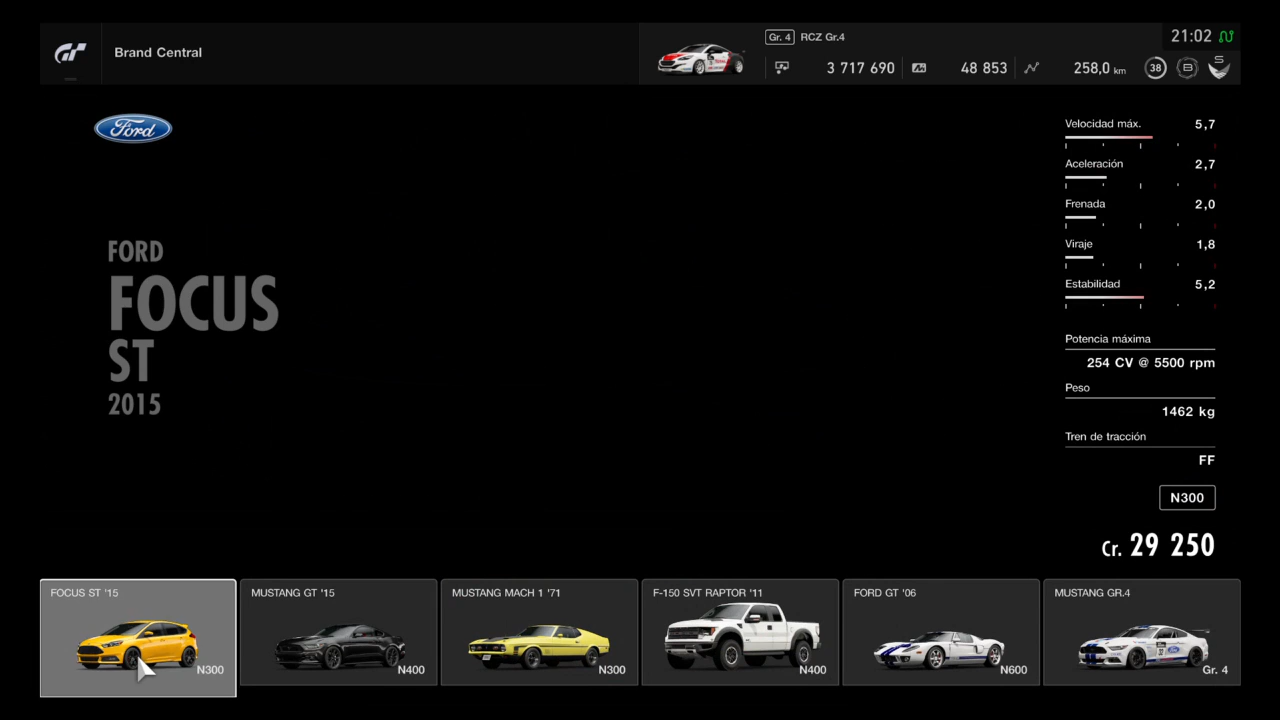 Brand Central
Gr. 4 RCZ Gr.4
21:02
3 717 690
48 853
258,0 km
38
B
S
Ford
FORD
FOCUS
ST
2015
Velocidad máx. 5,7
Aceleración 2,7
Frenada 2,0
Viraje 1,8
Estabilidad 5,2
Potencia máxima
254 CV @ 5500 rpm
Peso
1462 kg
Tren de tracción
FF
N300
Cr. 29 250
FOCUS ST '15
N300
MUSTANG GT '15
N400
MUSTANG MACH 1 '71
N300
F-150 SVT RAPTOR '11
N400
FORD GT '06
N600
MUSTANG GR.4
Gr. 4